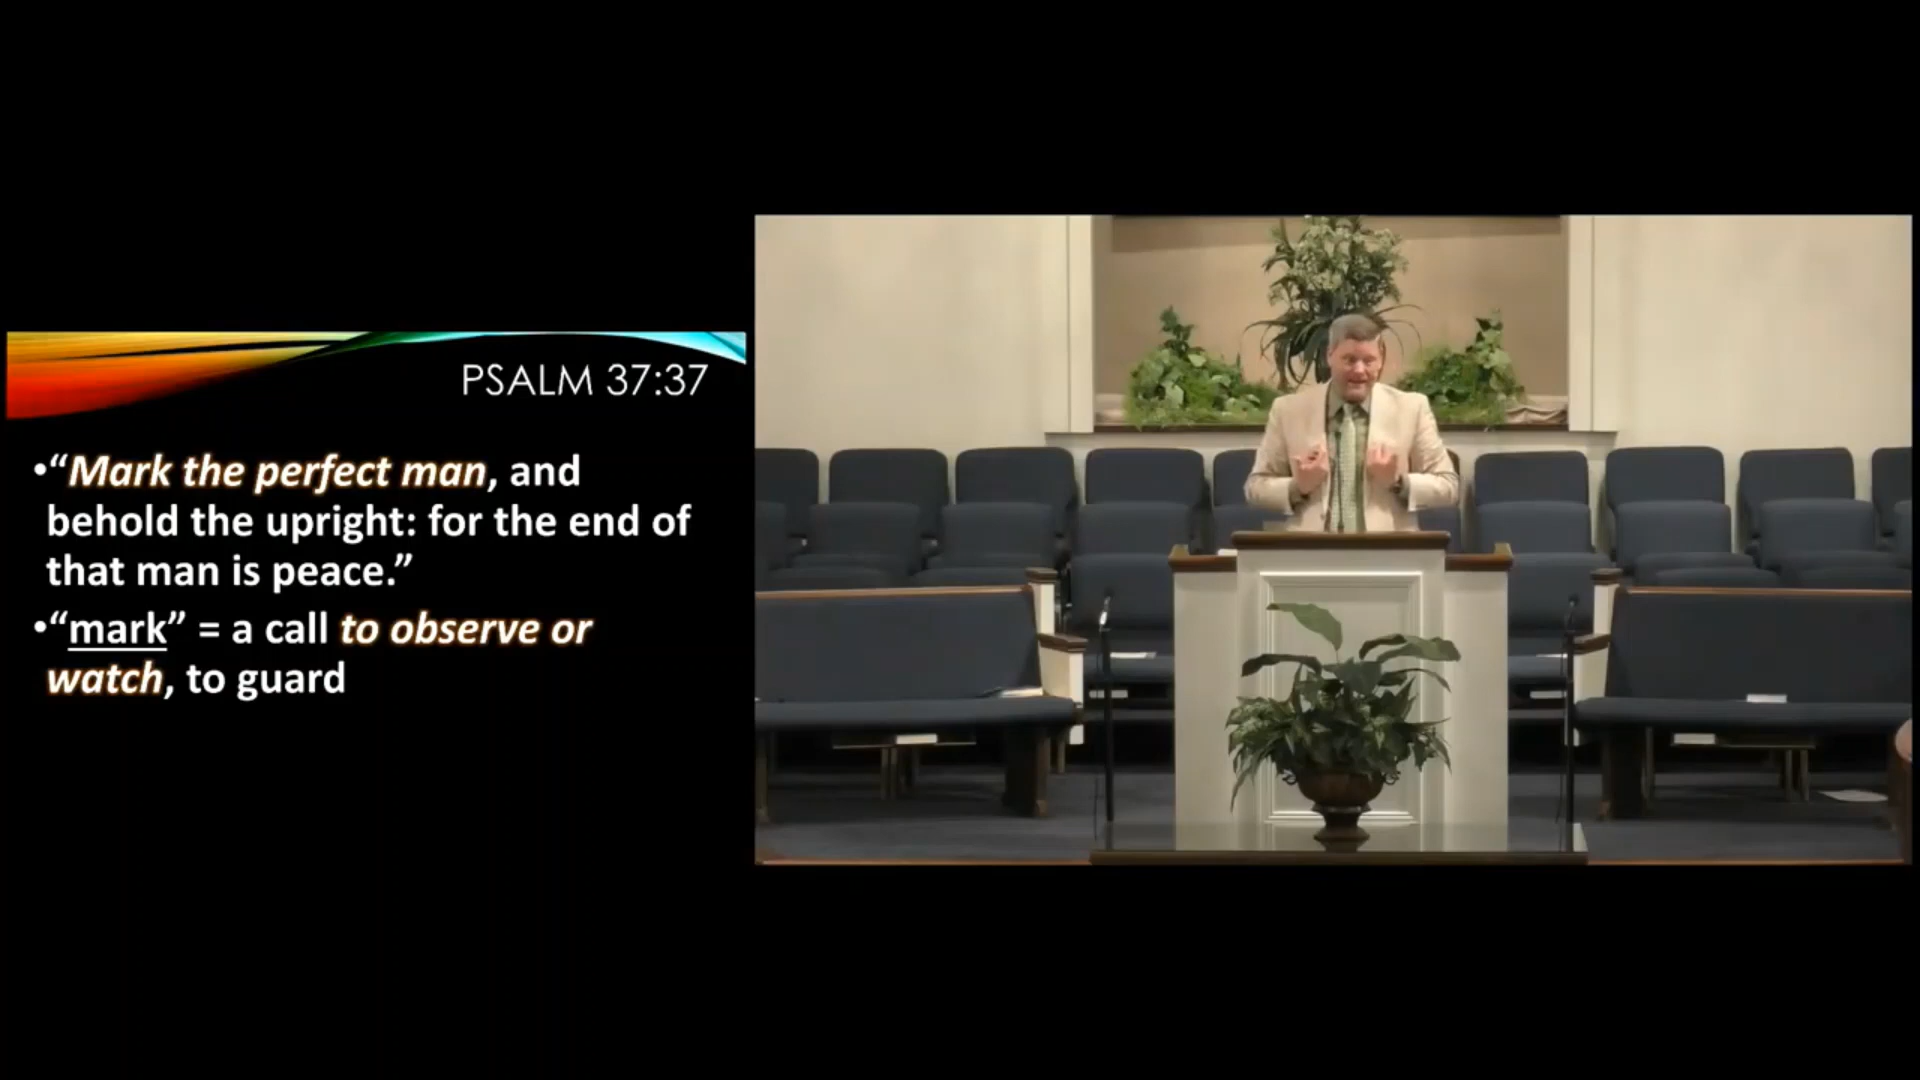 PSALM 37:37
•“Mark the perfect man, and
behold the upright: for the end of
that man is peace.”
•“mark” = a call to observe or
watch, to guard